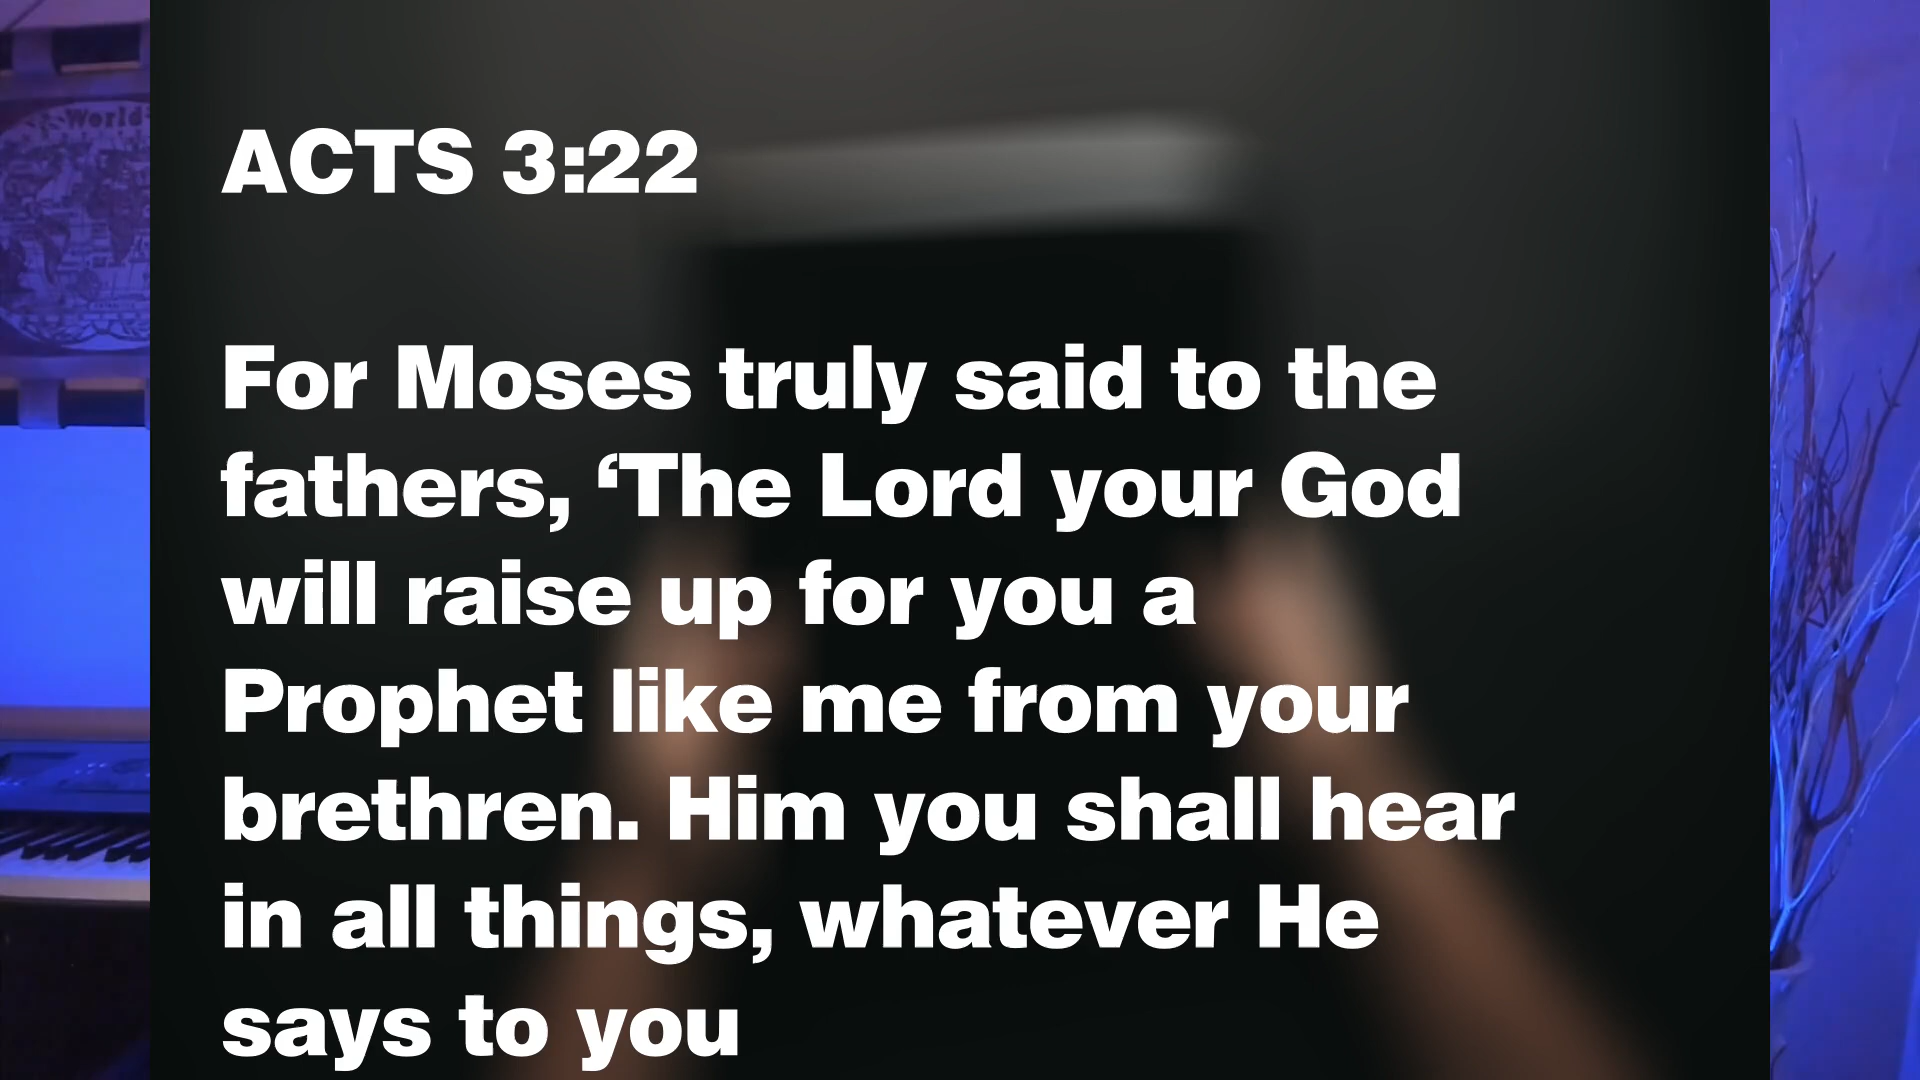 World
ACTS 3:22
For Moses truly said to the
fathers, ‘The Lord your God
will raise up for you a
Prophet like me from your
brethren. Him you shall hear
in all things, whatever He
says to you